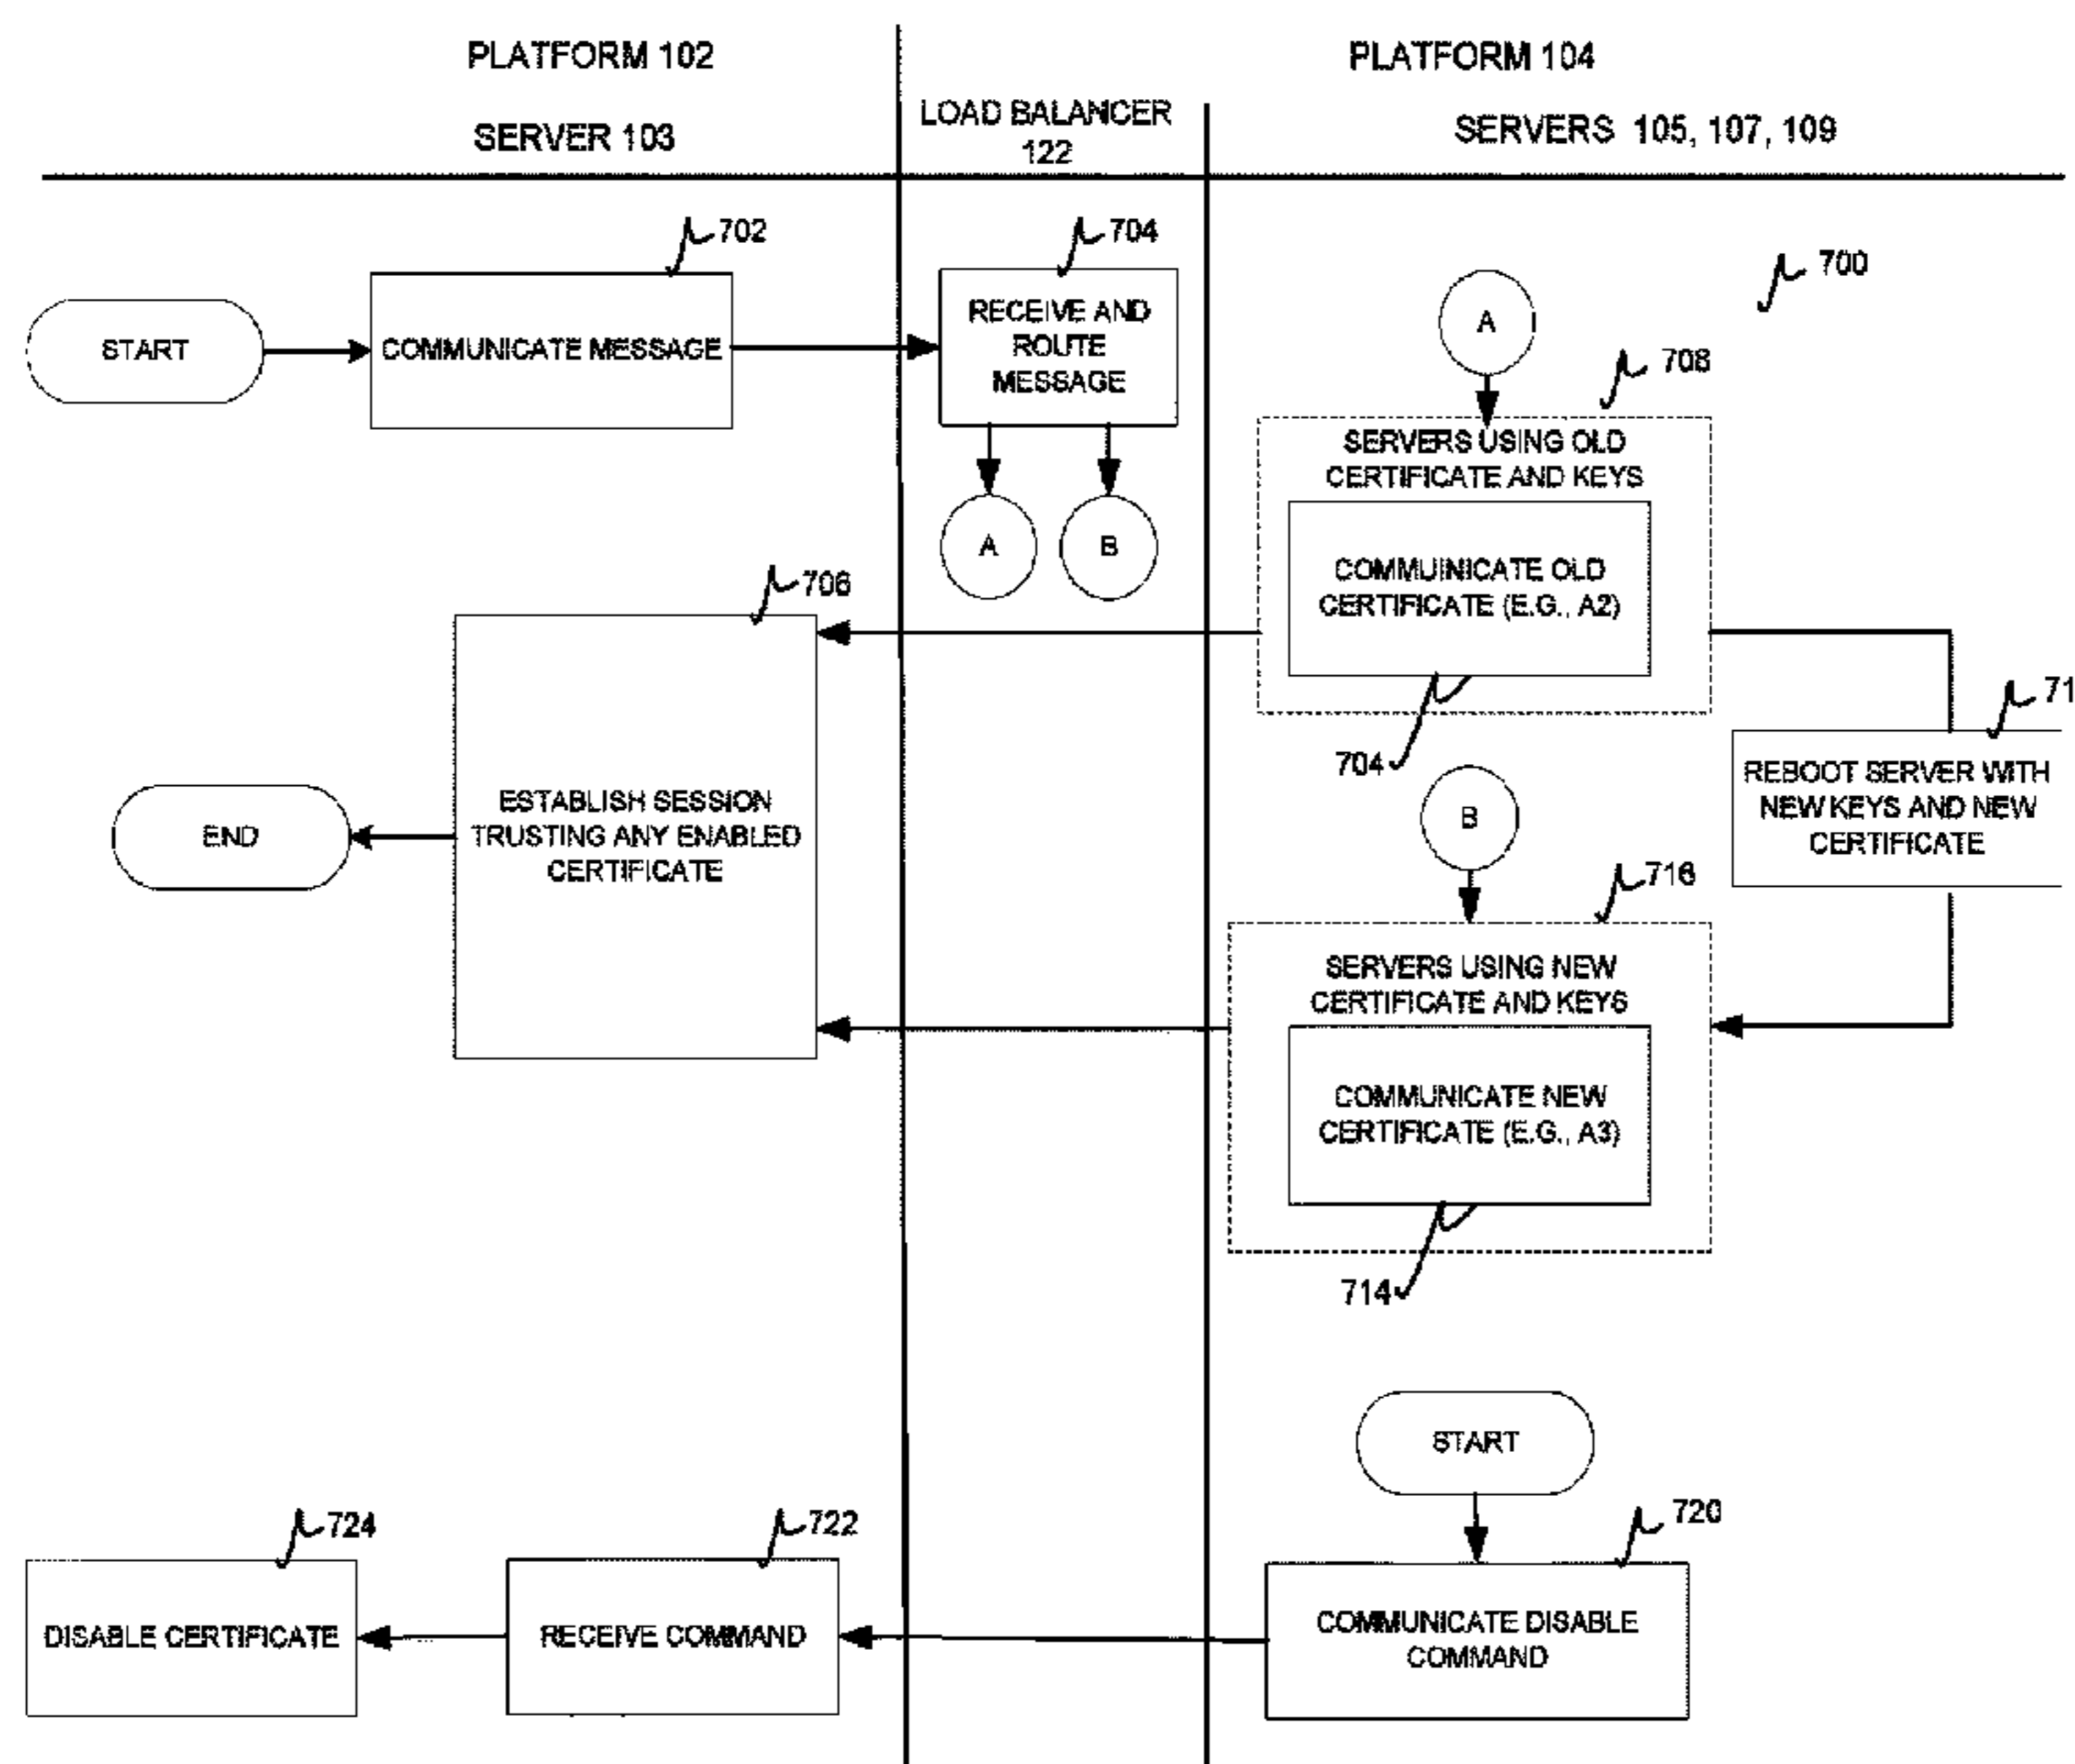 PLATFORM 102
PLATFORM 104
SERVER 103
LOAD BALANCER
122
SERVERS 105, 107, 109
702
704
700
START
COMMUNICATE MESSAGE
RECEIVE AND
ROUTE
MESSAGE
A
708
SERVERS USING OLD
CERTIFICATE AND KEYS
A
B
COMMUINICATE OLD
CERTIFICATE (E.G., A2)
706
704
71
REBOOT SERVER WITH
NEW KEYS AND NEW
CERTIFICATE
END
ESTABLISH SESSION
TRUSTING ANY ENABLED
CERTIFICATE
B
716
SERVERS USING NEW
CERTIFICATE AND KEYS
COMMUNICATE NEW
CERTIFICATE (E.G., A3)
714
START
724
722
720
DISABLE CERTIFICATE
RECEIVE COMMAND
COMMUNICATE DISABLE
COMMAND